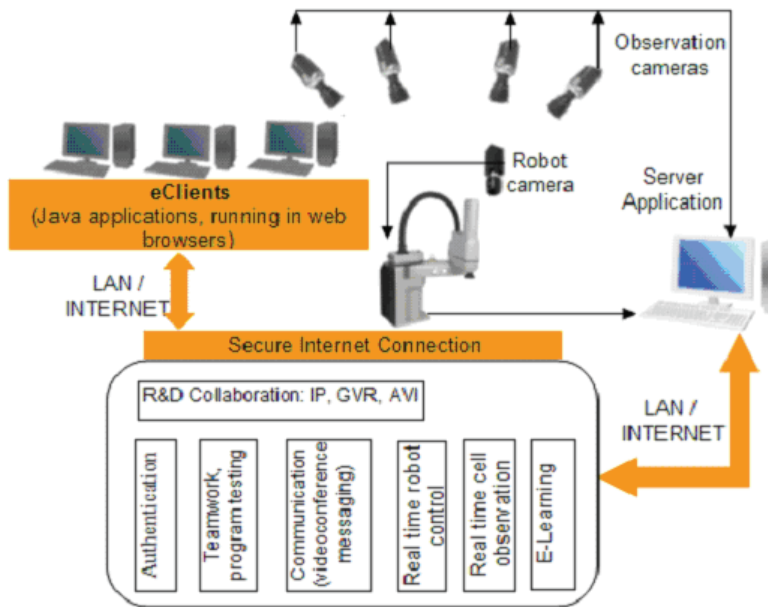 Observation
cameras
Robot
camera
Server
Application
eClients
(Java applications, running in web
browsers)
LAN /
INTERNET
Secure Internet Connection
R&D Collaboration: IP, GVR, AVI
LAN /
INTERNET
Authentication
Teamwork,
program testing
Communication
(videoconference
messaging)
Real time robot
control
Real time cell
observation
E-Learning